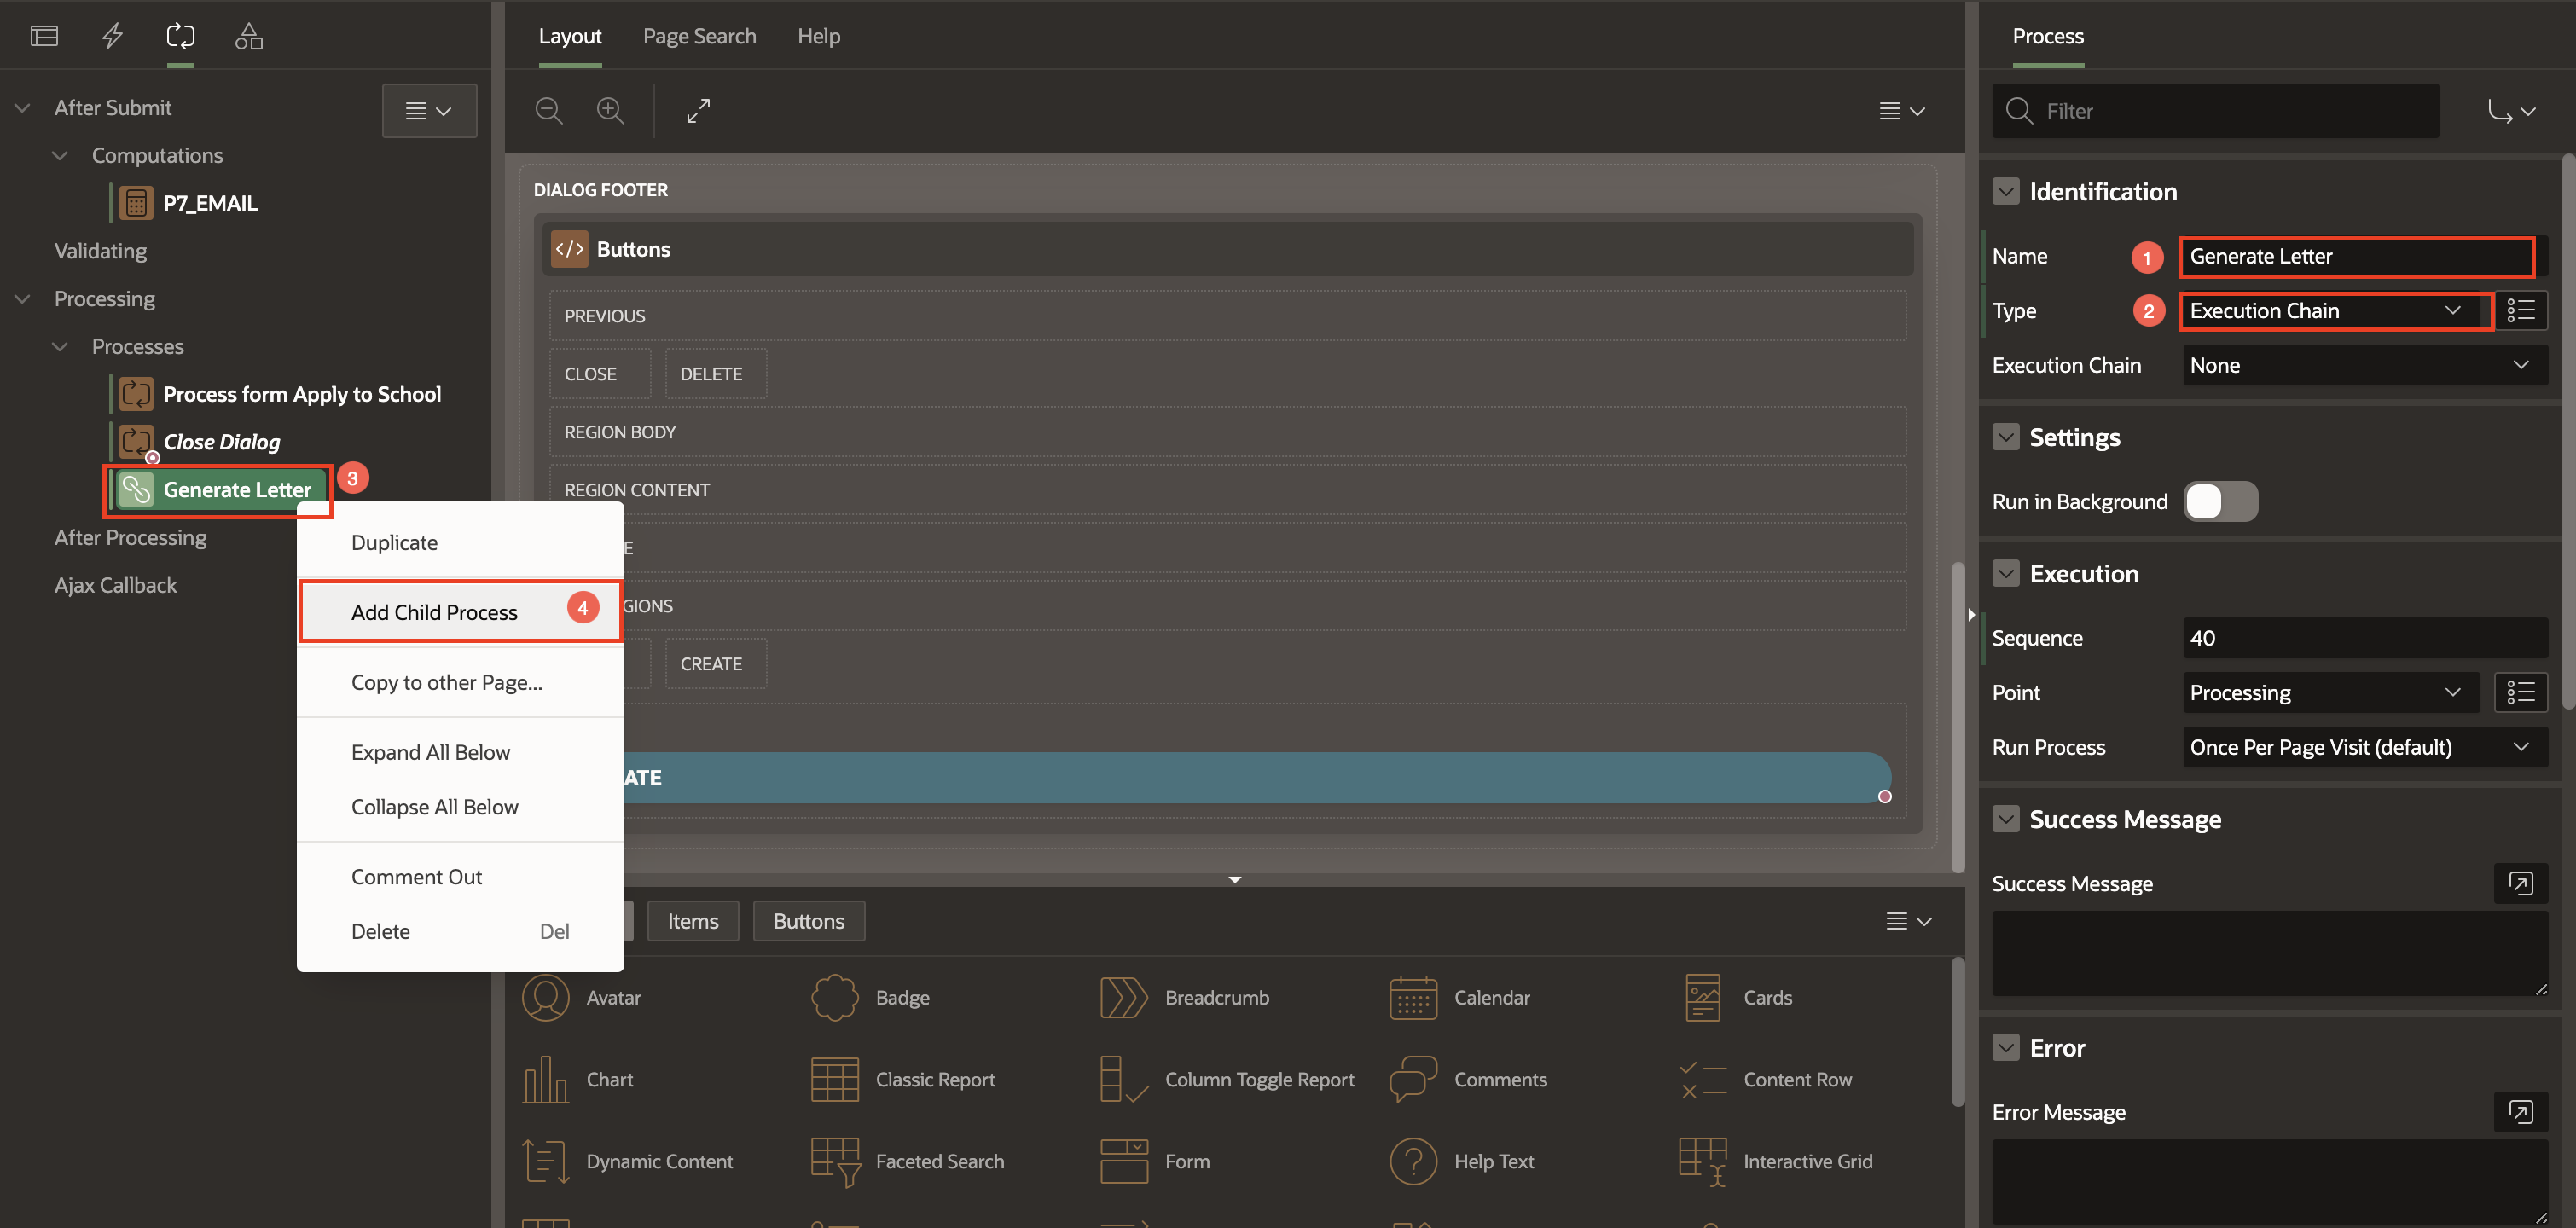 After Submit
Computations
P7_EMAIL
Validating
Processing
Processes
Process form Apply to School
Close Dialog
Generate Letter
3
After Processing
Ajax Callback
Duplicate
Add Child Process
4
Copy to other Page...
Expand All Below
Collapse All Below
Comment Out
Delete Del
Layout Page Search Help
DIALOG FOOTER
Buttons
PREVIOUS
CLOSE DELETE
REGION BODY
REGION CONTENT
E
GIONS
CREATE
ATE
Items Buttons
Avatar Badge Breadcrumb Calendar Cards
Chart Classic Report Column Toggle Report Comments Content Row
Dynamic Content Faceted Search Form Help Text Interactive Grid
Process
Filter
Identification
Name 1 Generate Letter
Type 2 Execution Chain
Execution Chain None
Settings
Run in Background
Execution
Sequence 40
Point Processing
Run Process Once Per Page Visit (default)
Success Message
Success Message
Error
Error Message